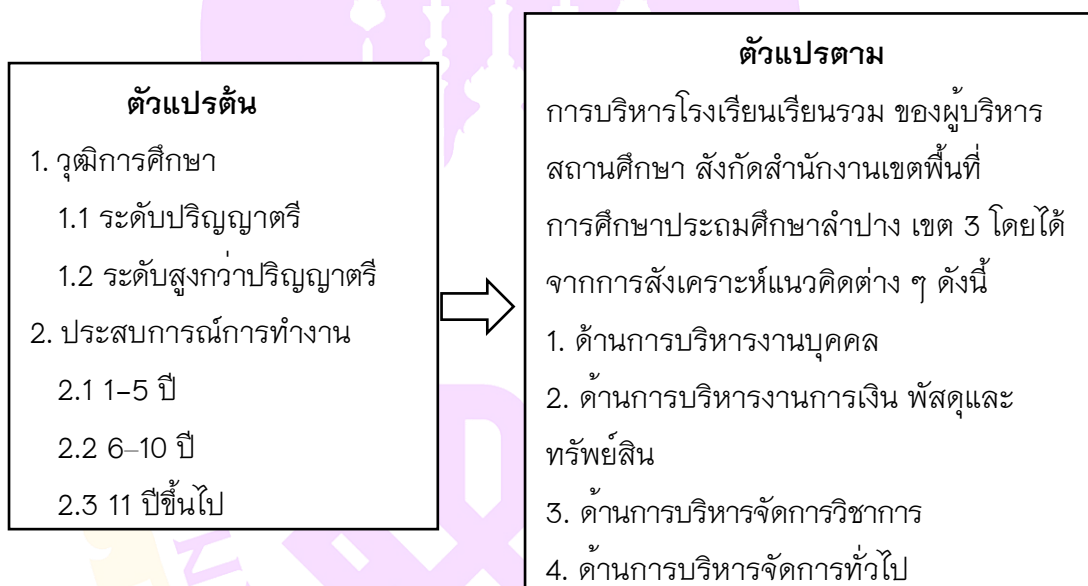 ตัวแปรต้น
1. วุฒิการศึกษา
1.1 ระดับปริญญาตรี
1.2 ระดับสูงกว่าปริญญาตรี
2. ประสบการณ์การทำงาน
2.1 1–5 ปี
2.2 6–10 ปี
2.3 11 ปีขึ้นไป
ตัวแปรตาม
การบริหารโรงเรียนเรียนรวม ของผู้บริหาร
สถานศึกษา สังกัดสำนักงานเขตพื้นที่
การศึกษาประถมศึกษาลำปาง เขต 3 โดยได้
จากการสังเคราะห์แนวคิดต่าง ๆ ดังนี้
1. ด้านการบริหารงานบุคคล
2. ด้านการบริหารงานการเงิน พัสดุและ
ทรัพย์สิน
3. ด้านการบริหารจัดการวิชาการ
4. ด้านการบริหารจัดการทั่วไป